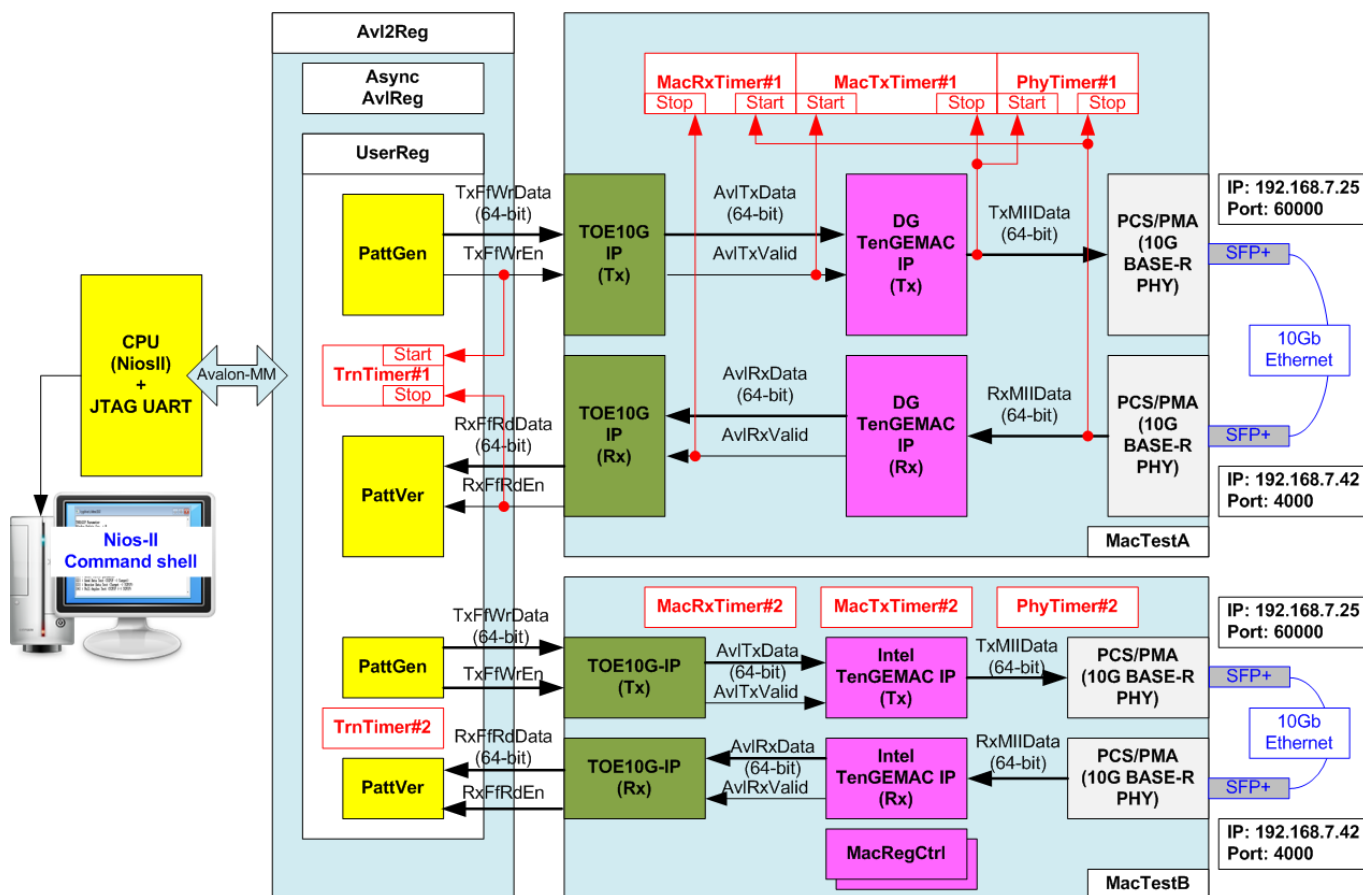 Avl2Reg
Async
AvlReg
UserReg
PattGen
TxFfWrData
(64-bit)
TxFfWrEn
TrnTimer#1
Start
Stop
RxFfRdData
(64-bit)
RxFfRdEn
PattVer
CPU
(NiosII)
+
JTAG UART
Avalon-MM
Nios-II
Command shell
MacRxTimer#1
Stop
Start
MacTxTimer#1
Start
Stop
PhyTimer#1
Start
Stop
TOE10G
IP
(Tx)
AvlTxData
(64-bit)
AvlTxValid
DG
TenGEMAC
IP
(Tx)
TxMIIData
(64-bit)
PCS/PMA
(10G
BASE-R
PHY)
IP: 192.168.7.25
Port: 60000
SFP+
10Gb
Ethernet
TOE10G
IP
(Rx)
AvlRxData
(64-bit)
AvlRxValid
DG
TenGEMAC
IP
(Rx)
RxMIIData
(64-bit)
PCS/PMA
(10G
BASE-R
PHY)
SFP+
IP: 192.168.7.42
Port: 4000
MacTestA
PattGen
TxFfWrData
(64-bit)
TxFfWrEn
TrnTimer#2
RxFfRdData
(64-bit)
PattVer
RxFfRdEn
MacRxTimer#2
MacTxTimer#2
PhyTimer#2
TOE10G-IP
(Tx)
AvlTxData
(64-bit)
AvlTxValid
Intel
TenGEMAC IP
(Tx)
TxMIIData
(64-bit)
PCS/PMA
(10G BASE-R
PHY)
IP: 192.168.7.25
Port: 60000
SFP+
10Gb
Ethernet
TOE10G-IP
(Rx)
AvlRxData
(64-bit)
AvlRxValid
Intel
TenGEMAC IP
(Rx)
RxMIIData
(64-bit)
PCS/PMA
(10G BASE-R
PHY)
SFP+
IP: 192.168.7.42
Port: 4000
MacRegCtrl
MacTestB